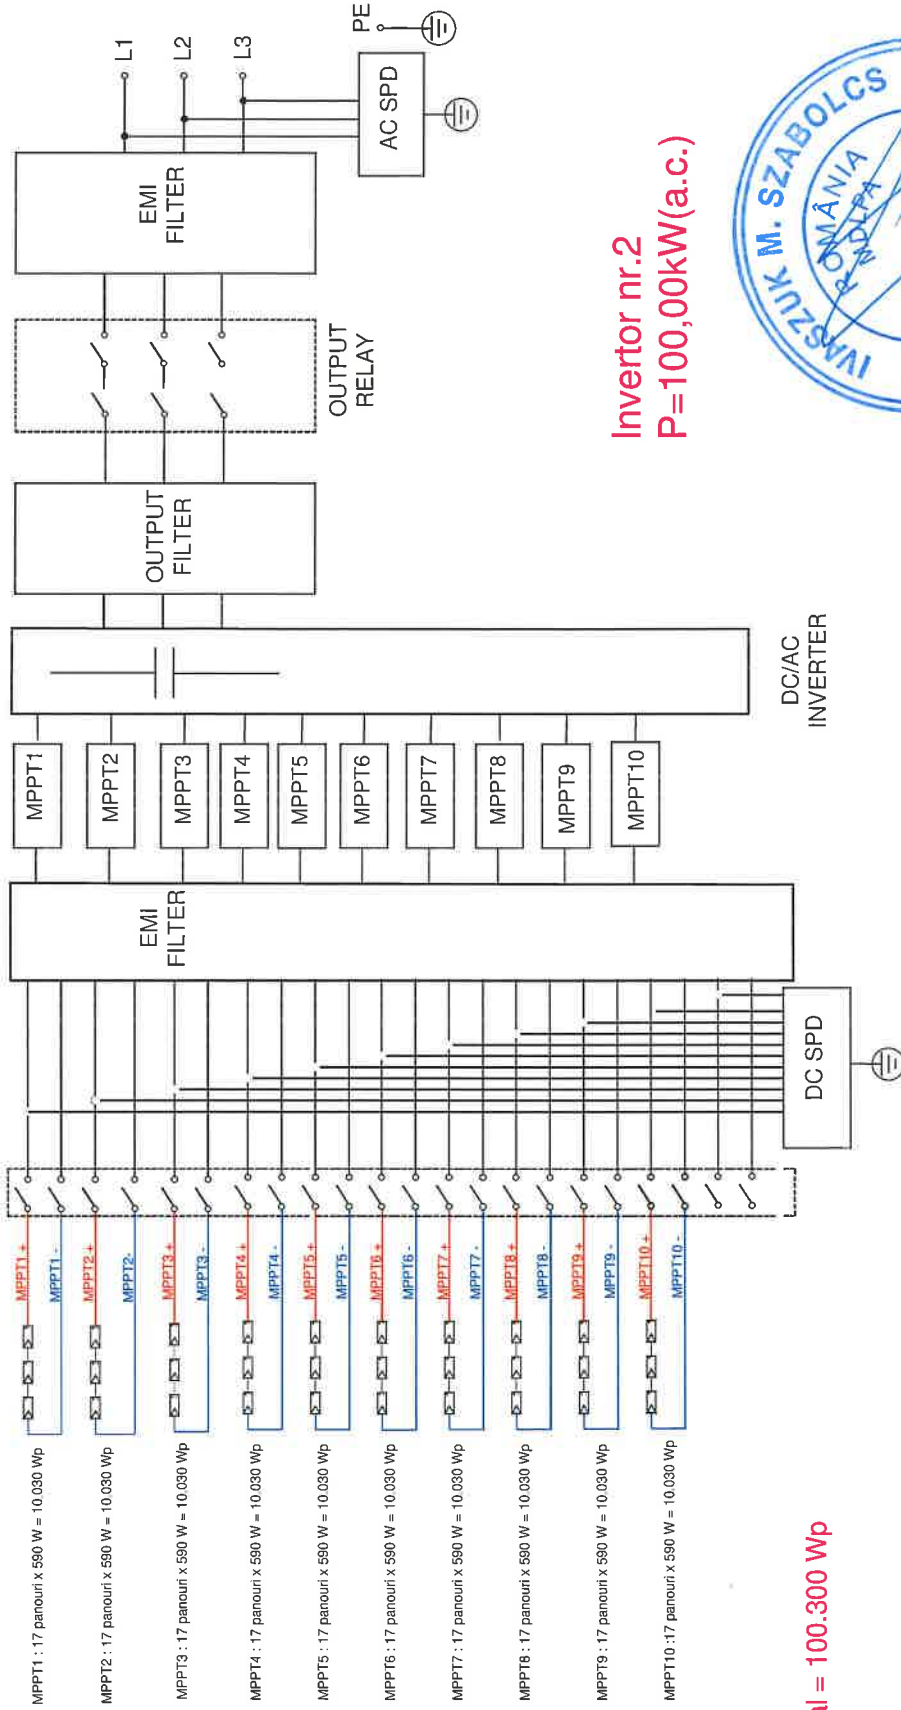 MPPT1 : 17 panouri x 590 W = 10.030 Wp
MPPT2 : 17 panouri x 590 W = 10.030 Wp
MPPT3 : 17 panouri x 590 W = 10.030 Wp
MPPT4 : 17 panouri x 590 W = 10.030 Wp
MPPT5 : 17 panouri x 590 W = 10.030 Wp
MPPT6 : 17 panouri x 590 W = 10.030 Wp
MPPT7 : 17 panouri x 590 W = 10.030 Wp
MPPT8 : 17 panouri x 590 W = 10.030 Wp
MPPT9 : 17 panouri x 590 W = 10.030 Wp
MPPT10 :17 panouri x 590 W = 10.030 Wp
= 100.300 Wp
MPPT1 +
MPPT1 -
MPPT2 +
MPPT2-
MPPT3 +
MPPT3 -
MPPT4 +
MPPT4 -
MPPT5 +
MPPT5 -
MPPT6 +
MPPT6 -
MPPT7 +
MPPT7 -
MPPT8 +
MPPT8 -
MPPT9 +
MPPT9 -
MPPT10 +
MPPT10 -
DC SPD
EMI
FILTER
MPPT1
MPPT2
MPPT3
MPPT4
MPPT5
MPPT6
MPPT7
MPPT8
MPPT9
MPPT10
DC/AC
INVERTER
OUTPUT
FILTER
OUTPUT
RELAY
EMI
FILTER
L1
L2
L3
PE
AC SPD
Invertor nr.2
P=100,00kW(a.c.)
IVASZUK M. SZABOLCS
ROMÂNIA
MDLPA